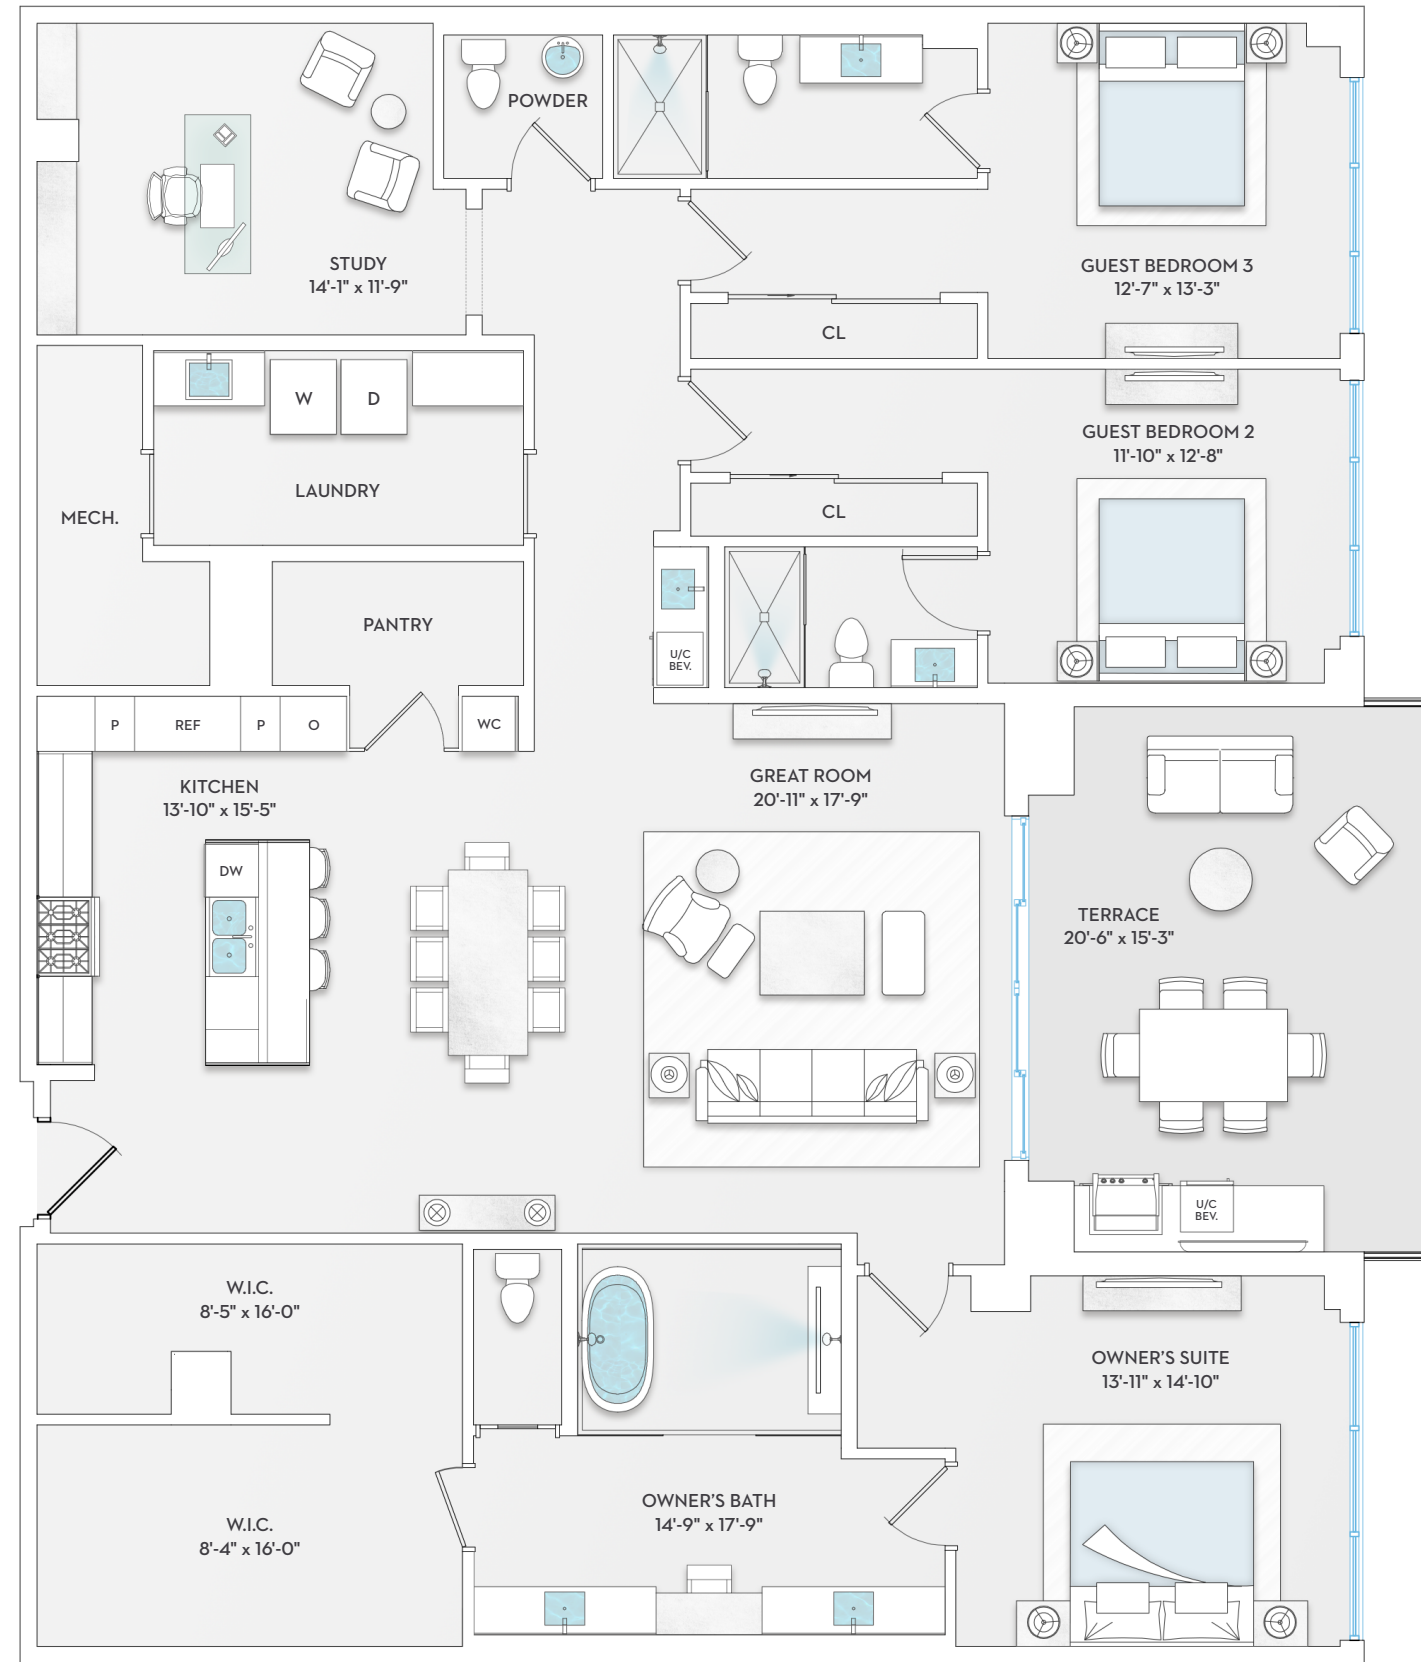 POWDER
STUDY
14'-1" x 11'-9"
GUEST BEDROOM 3
12'-7" x 13'-3"
CL
W
D
GUEST BEDROOM 2
11'-10" x 12'-8"
LAUNDRY
MECH.
CL
PANTRY
U/C
BEV.
P
REF
P
O
WC
KITCHEN
13'-10" x 15'-5"
GREAT ROOM
20'-11" x 17'-9"
DW
TERRACE
20'-6" x 15'-3"
U/C
BEV.
W.I.C.
8'-5" x 16'-0"
OWNER'S SUITE
13'-11" x 14'-10"
OWNER'S BATH
14'-9" x 17'-9"
W.I.C.
8'-4" x 16'-0"